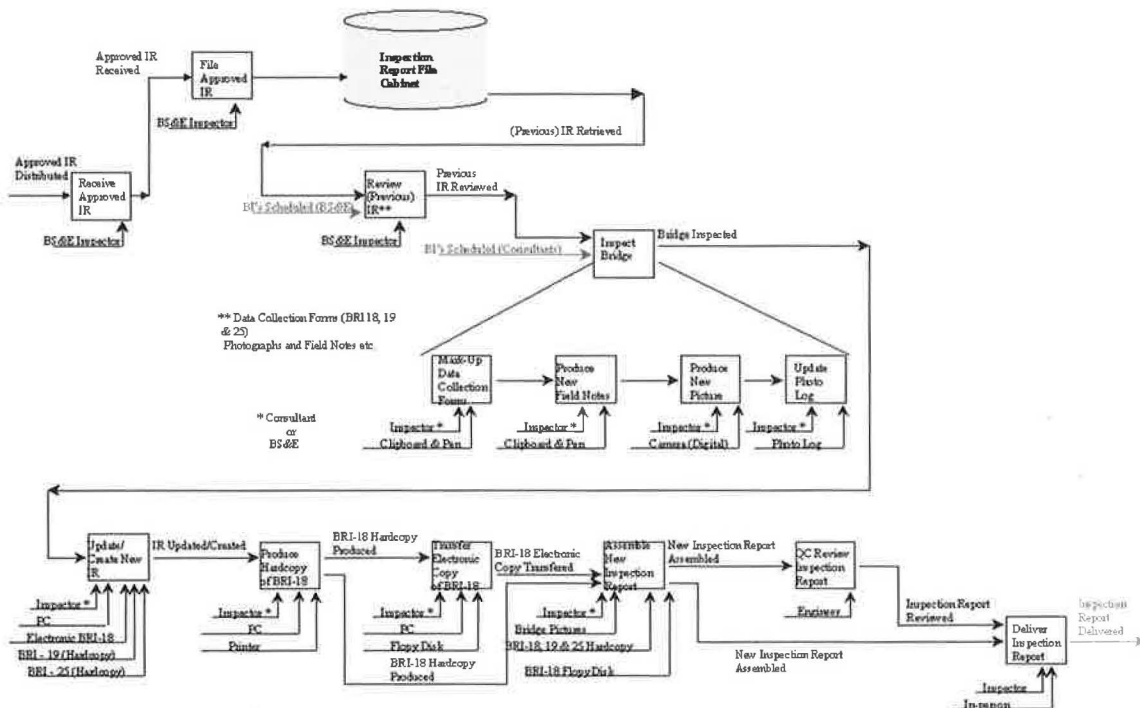 Approved IR
Received
File
Approved
IR
BS&E Inspector
Inspection
Report File
Cabinet
(Previous) IR Retrieved
Approved IR
Distributed
Receive
Approved
IR
BS&E Inspector
BI's Scheduled (BS&E)
Review
(Previous)
IR**
BS&E Inspector
Previous
IR Reviewed
BI's Scheduled (Consultants)
Inspect
Bridge
Bridge Inspected
** Data Collection Forms (BRI 18, 19
& 25)
Photographs and Field Notes etc
* Consultant
or
BS&E
Mark-Up
Data
Collection
Forms
Inspector *
Clipboard & Pen
Produce
New
Field Notes
Inspector *
Clipboard & Pen
Produce
New
Picture
Inspector *
Camera (Digital)
Update
Photo
Log
Inspector *
Photo Log
Update/
Create New
IR
Inspector *
PC
Electronic BRI-18
BRI - 19 (Hardcopy)
BRI - 25 (Hardcopy)
IR Updated/Created
Produce
Hardcopy
of BRI-18
Inspector *
PC
Printer
BRI-18 Hardcopy
Produced
Transfer
Electronic
Copy
of BRI-18
Inspector *
PC
Flopy Disk
BRI-18 Hardcopy
Produced
BRI-18 Electronic
Copy Transfered
Assemble
New
Inspection
Report
Inspector *
Bridge Pictures
BRI-18, 19 & 25 Hardcopy
BRI-18 Flopy Disk
New Inspection Report
Assembled
QC Review
Inspection
Report
Engineer
New Inspection Report
Assembled
Inspection Report
Reviewed
Deliver
Inspection
Report
Inspector
In-person
Inspection
Report
Delivered